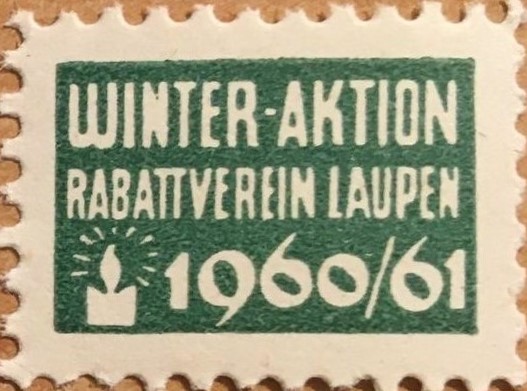 WINTER-AKTION
RABATTVEREIN LAUPEN
1960/61